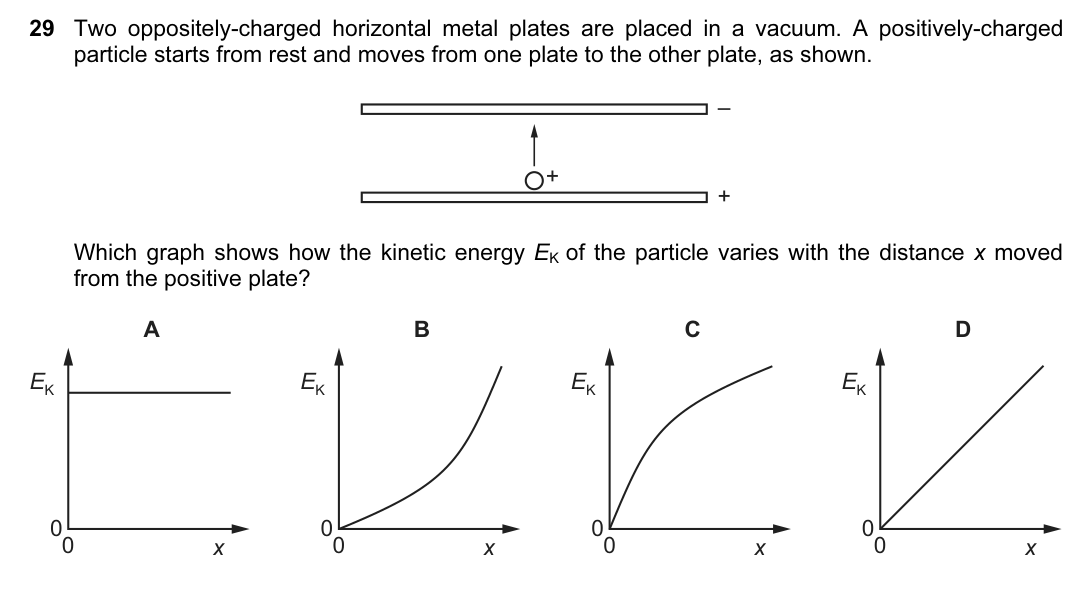 29 Two oppositely-charged horizontal metal plates are placed in a vacuum. A positively-charged
particle starts from rest and moves from one plate to the other plate, as shown.
–
+
+
Which graph shows how the kinetic energy EK of the particle varies with the distance x moved
from the positive plate?
A B C D
EK EK EK EK
0 0 0 0
0 x 0 x 0 x 0 x